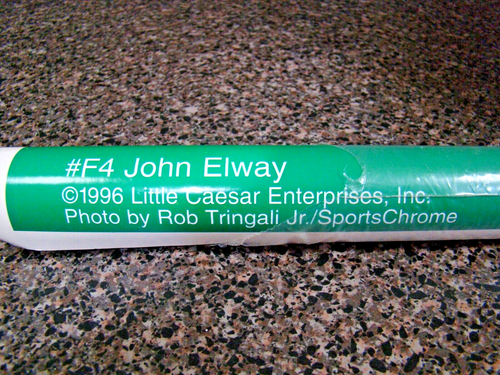 #F4 John Elway
©1996 Little Caesar Enterprises, Inc.
Photo by Rob Tringali Jr./SportsChrome